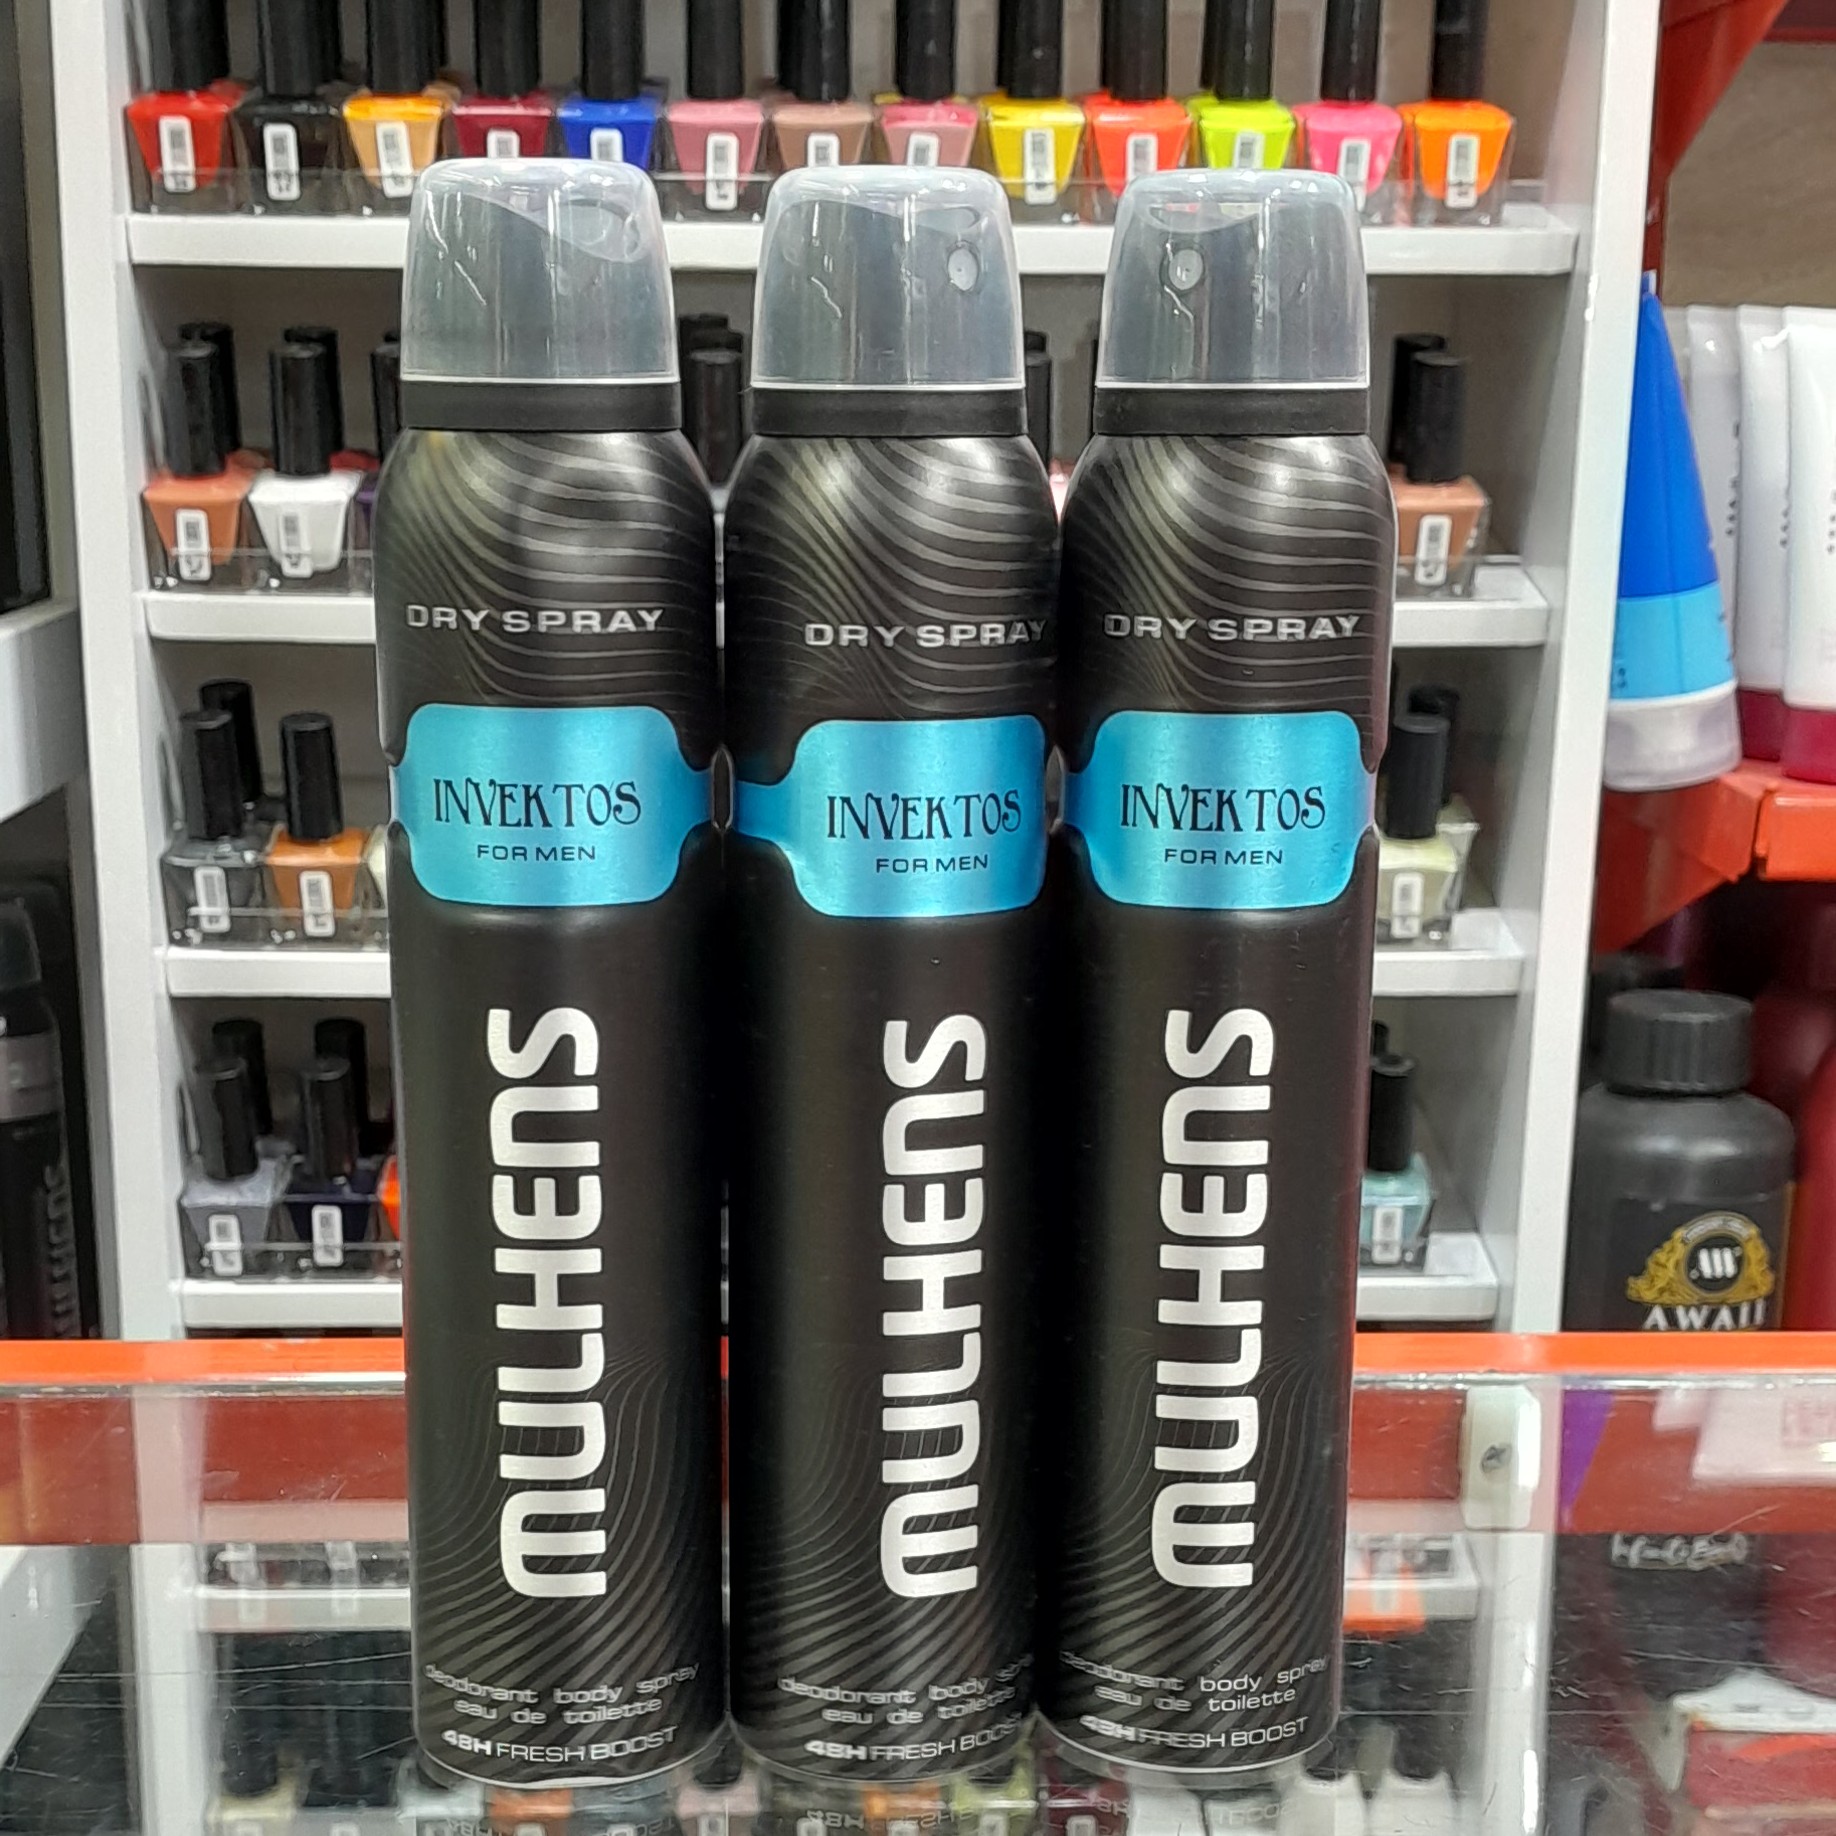 DRY SPRAY
INVEKTOS
FOR MEN
MULHENS
deodorant body spray
eau de toilette
48H FRESH BOOST
DRY SPRAY
INVEKTOS
FOR MEN
MULHENS
deodorant body
eau de toilette
48H FRESH BOOST
DRY SPRAY
INVEKTOS
FOR MEN
MULHENS
deodorant body spray
eau de toilette
48H FRESH BOOST